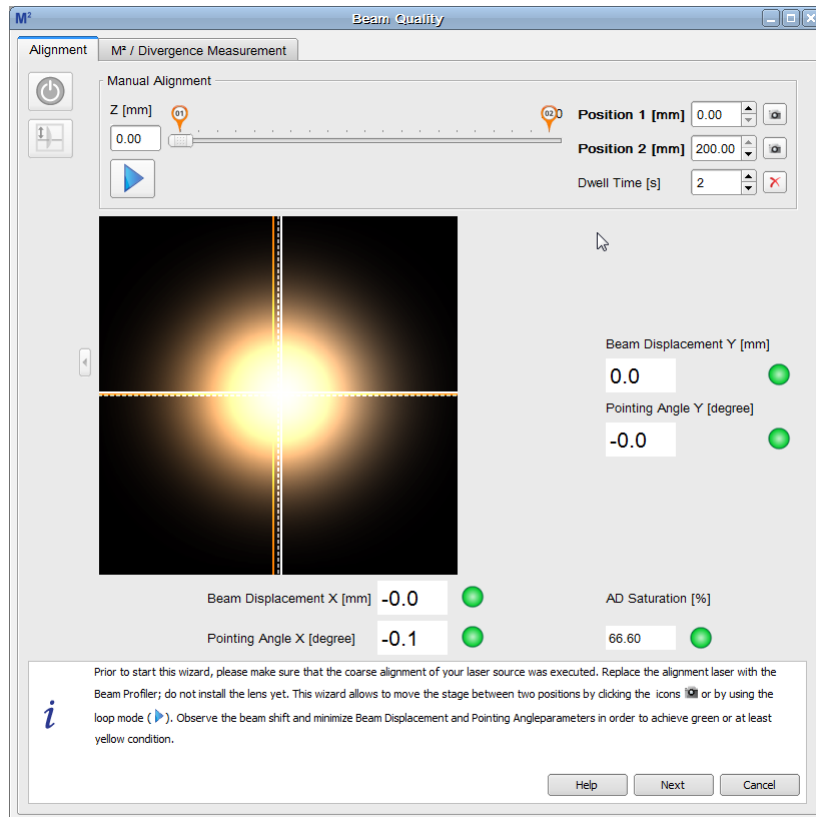 M²
Beam Quality
Alignment
M² / Divergence Measurement
Manual Alignment
Z [mm]
01
02
0
Position 1 [mm]
0.00
0.00
Position 2 [mm]
200.00
Dwell Time [s]
2
Beam Displacement Y [mm]
0.0
Pointing Angle Y [degree]
-0.0
Beam Displacement X [mm]
-0.0
AD Saturation [%]
Pointing Angle X [degree]
-0.1
66.60
Prior to start this wizard, please make sure that the coarse alignment of your laser source was executed. Replace the alignment laser with the
Beam Profiler; do not install the lens yet. This wizard allows to move the stage between two positions by clicking the icons or by using the
loop mode ( ). Observe the beam shift and minimize Beam Displacement and Pointing Angleparameters in order to achieve green or at least
yellow condition.
i
Help
Next
Cancel